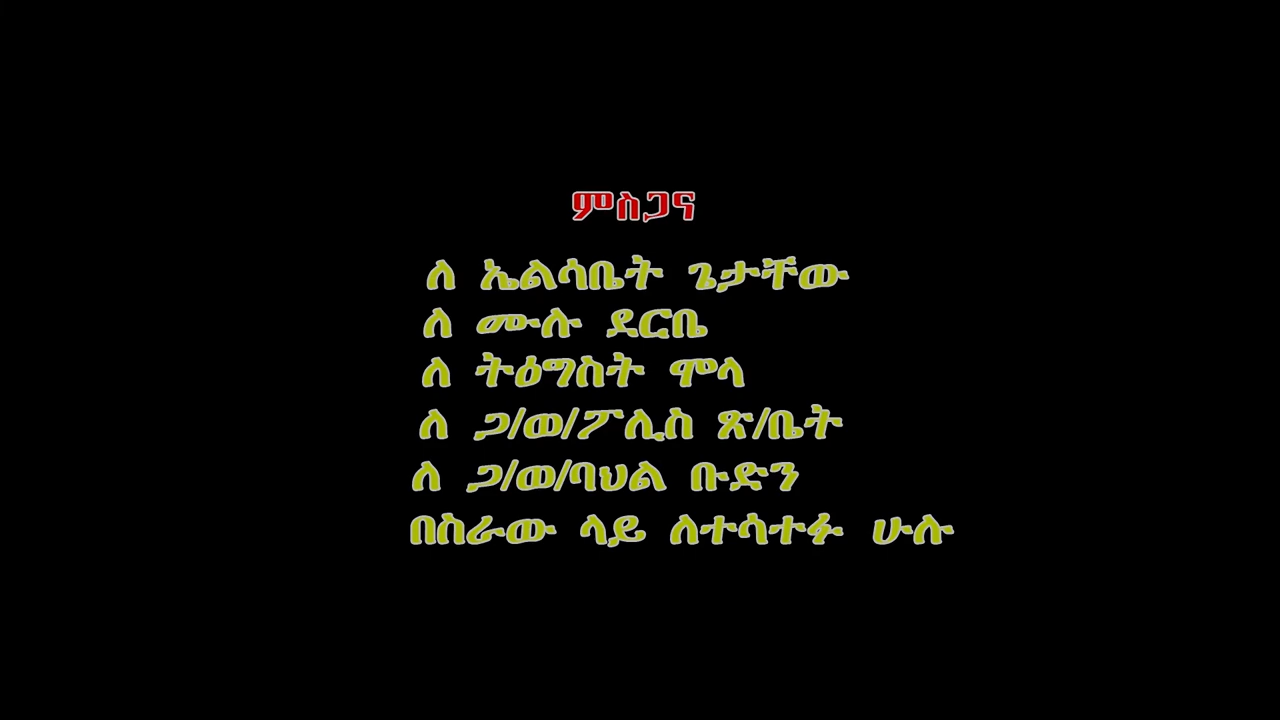 ምስጋና
ለ ኤልሳቤት ጌታቸው
ለ ሙሉ ደርቤ
ለ ትዕግስት ሞላ
ለ ጋ/ወ/ፖሊስ ጽ/ቤት
ለ ጋ/ወ/ባህል ቡድን
በስራው ላይ ለተሳተፉ ሁሉ